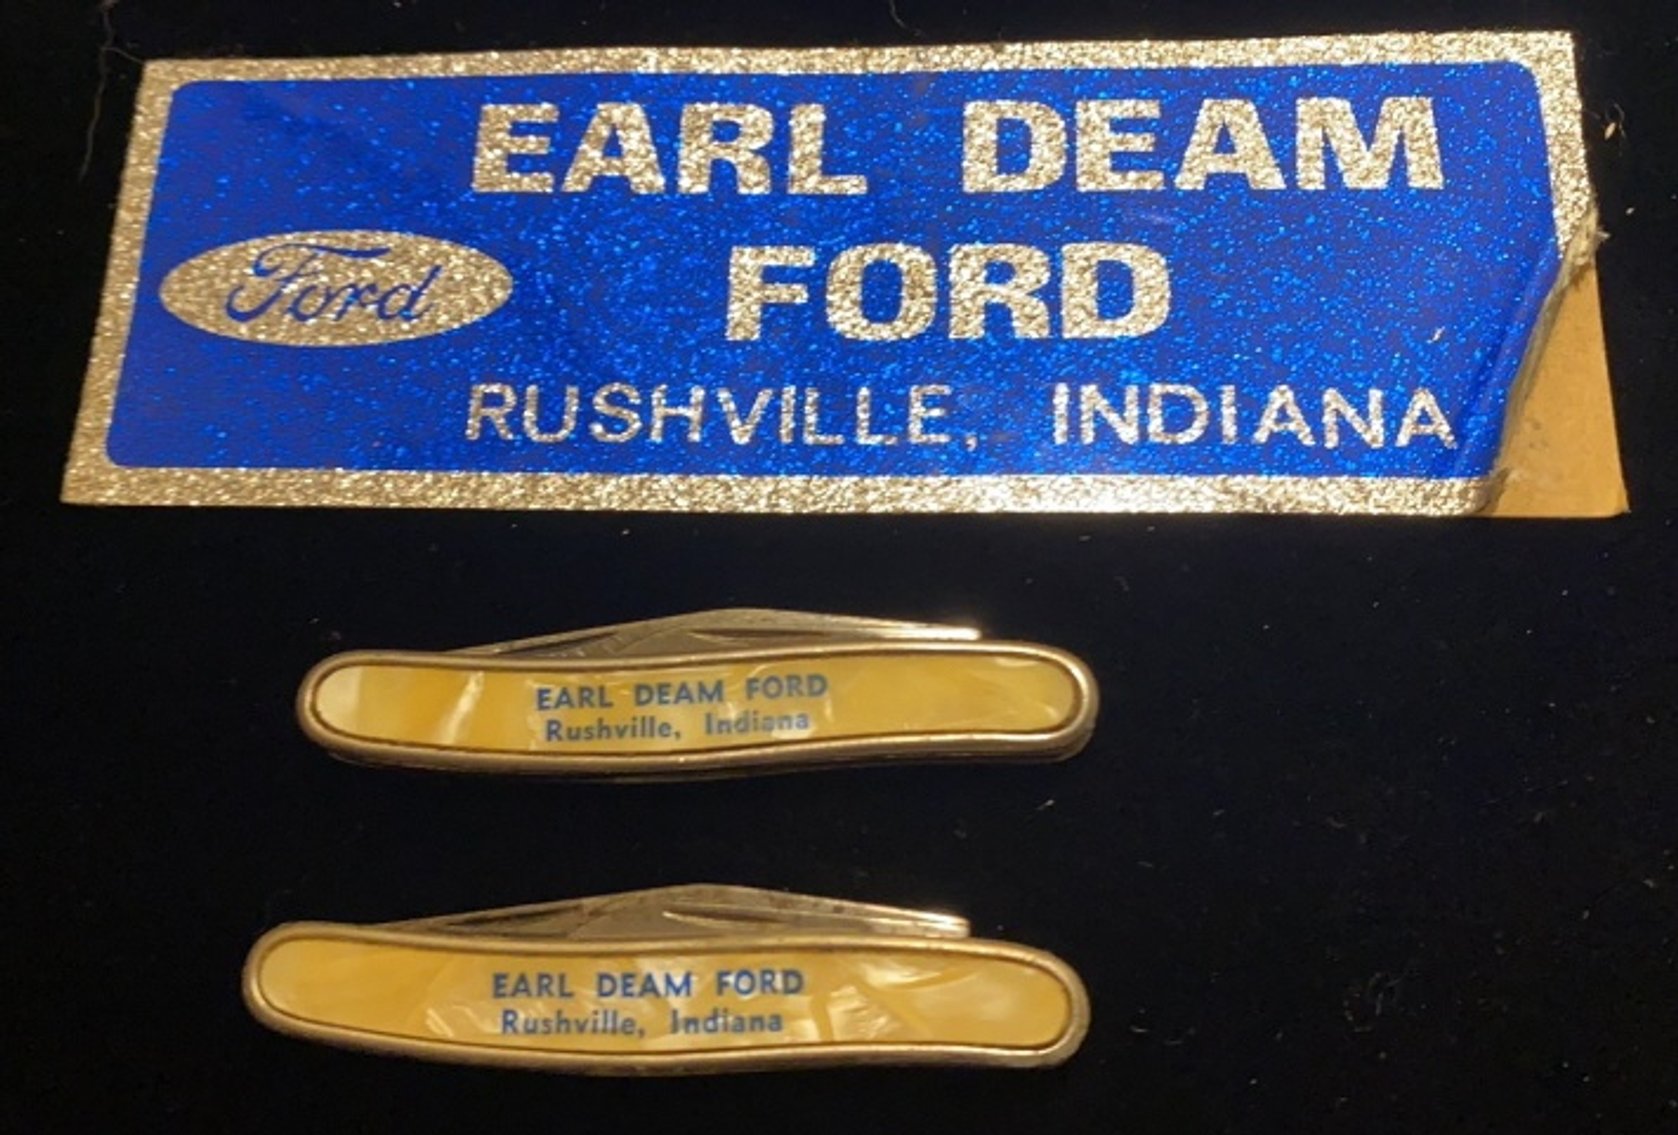 EARL DEAM
FORD
Ford
RUSHVILLE, INDIANA
EARL DEAM FORD
Rushville, Indiana
EARL DEAM FORD
Rushville, Indiana